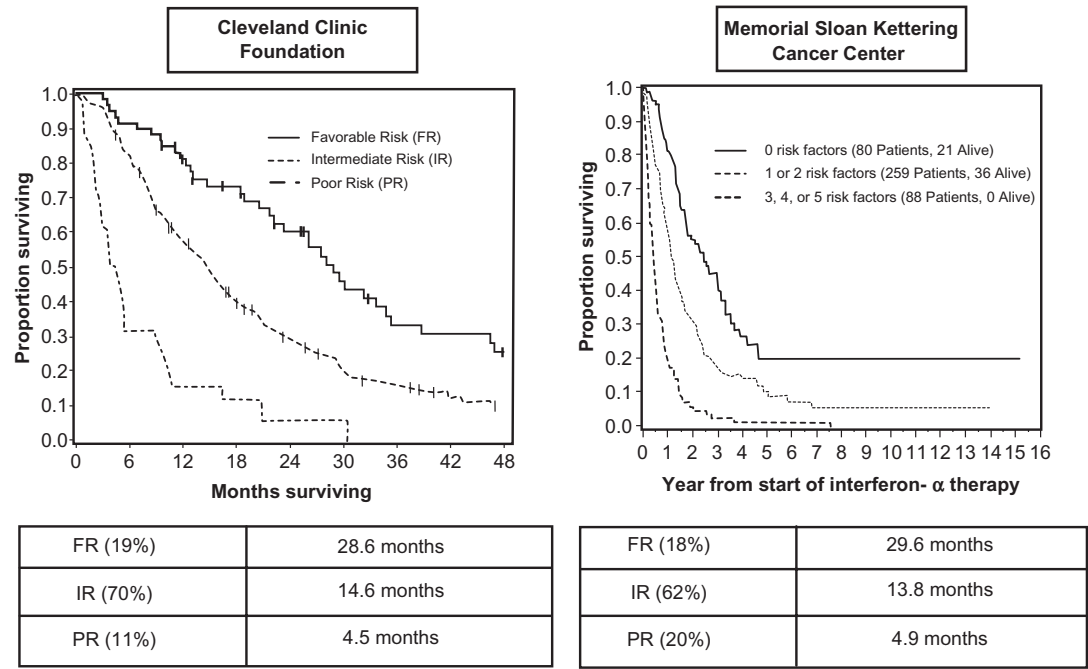 Cleveland Clinic
Foundation
1.0
0.9
0.8
0.7
0.6
0.5
0.4
0.3
0.2
0.1
0.0
Proportion surviving
Favorable Risk (FR)
Intermediate Risk (IR)
Poor Risk (PR)
0 6 12 18 24 30 36 42 48
Months surviving
FR (19%) 28.6 months
IR (70%) 14.6 months
PR (11%) 4.5 months
Memorial Sloan Kettering
Cancer Center
1.0
0.9
0.8
0.7
0.6
0.5
0.4
0.3
0.2
0.1
0.0
Proportion surviving
0 risk factors (80 Patients, 21 Alive)
1 or 2 risk factors (259 Patients, 36 Alive)
3, 4, or 5 risk factors (88 Patients, 0 Alive)
0 1 2 3 4 5 6 7 8 9 10 11 12 13 14 15 16
Year from start of interferon- α therapy
FR (18%) 29.6 months
IR (62%) 13.8 months
PR (20%) 4.9 months